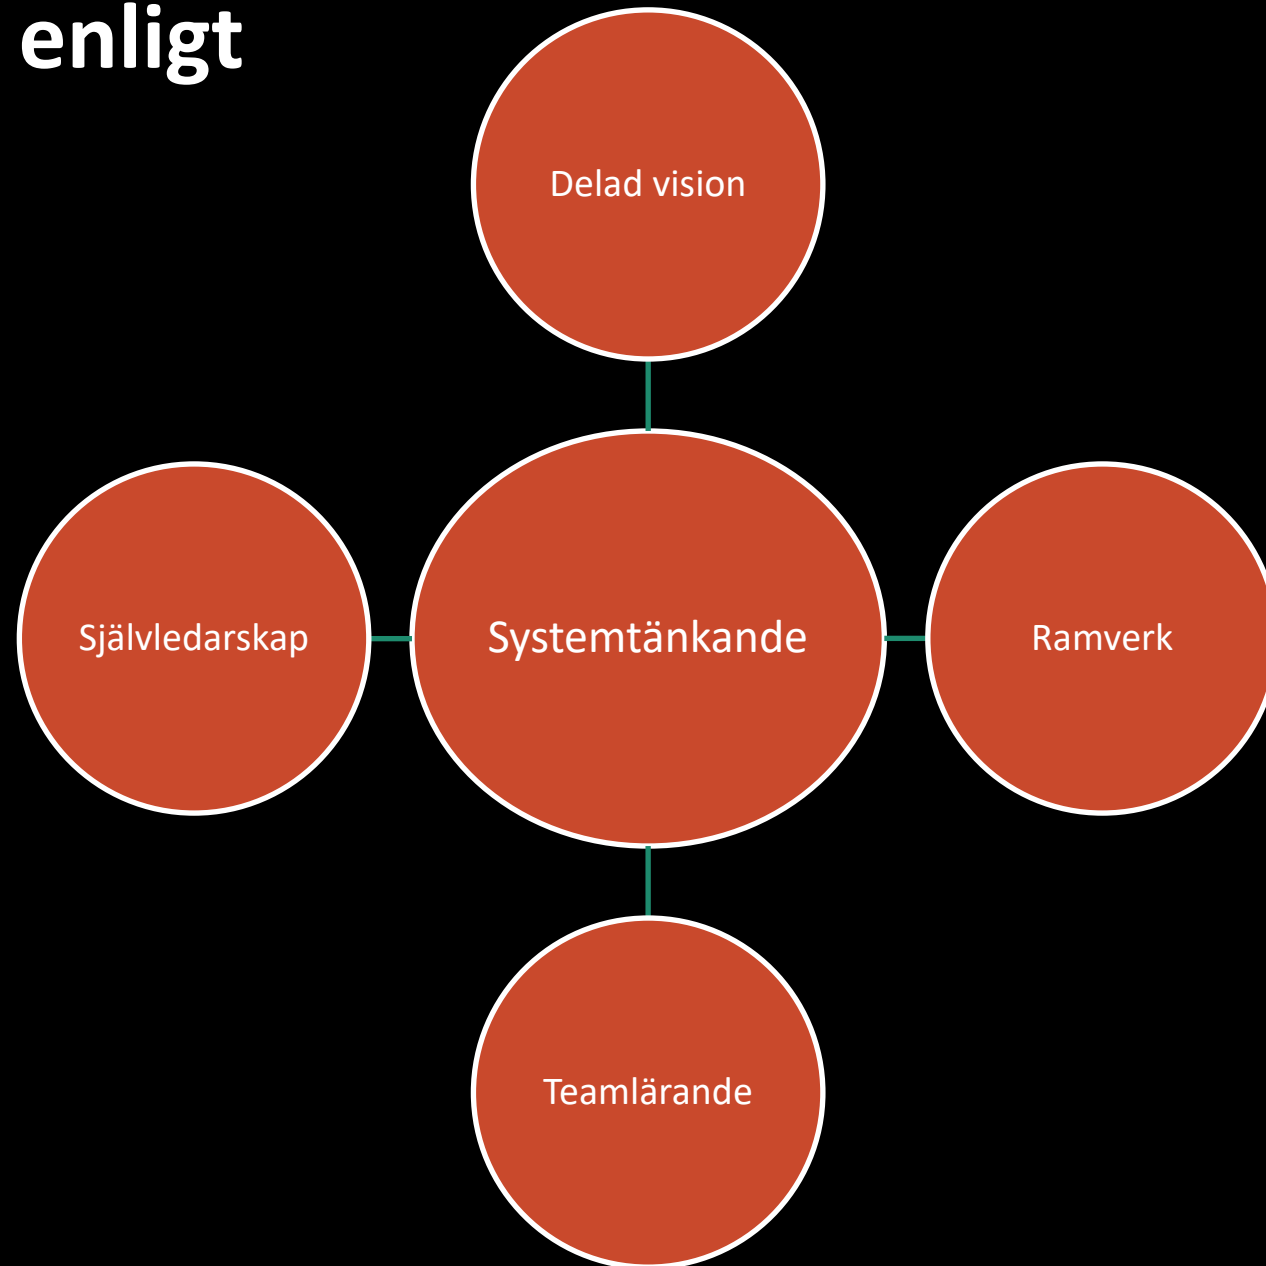 enligt
Delad vision
Självledarskap
Systemtänkande
Ramverk
Teamlärande